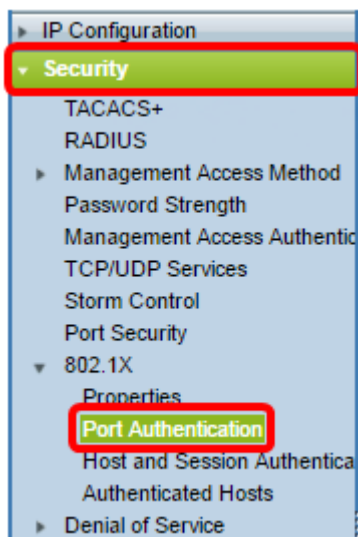 IP Configuration
Security
TACACS+
RADIUS
Management Access Method
Password Strength
Management Access Authentic
TCP/UDP Services
Storm Control
Port Security
802.1X
Properties
Port Authentication
Host and Session Authentica
Authenticated Hosts
Denial of Service